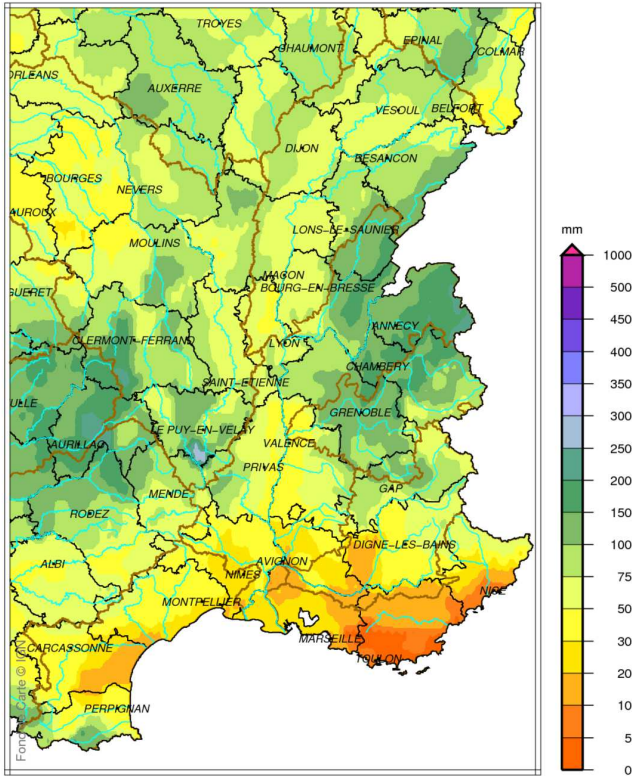 TROYES
EPINAL
CHAUMONT
COLMAR
ORLEANS
AUXERRE
VESOUL
BELFORT
DIJON
BESANCON
BOURGES
NEVERS
AUROUX
LONS-LE-SAUNIER
MOULINS
MACON
BOURG-EN-BRESSE
GUERET
ANNECY
CLERMONT-FERRAND
LYON
CHAMBERY
SAINT-ETIENNE
ULLE
GRENOBLE
LE PUY-EN-VELAY
AURILLAC
VALENCE
PRIVAS
MENDE
GAP
RODEZ
DIGNE-LES-BAINS
ALBI
AVIGNON
NIMES
NICE
MONTPELLIER
MARSEILLE
CARCASSONNE
TOULON
PERPIGNAN
Fond de Carte © IGN
mm
1000
500
450
400
350
300
250
200
150
100
75
50
30
20
10
5
0